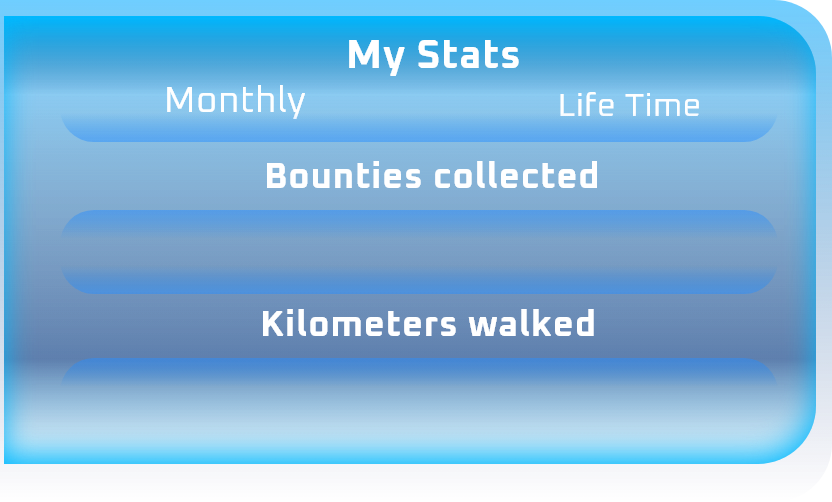 My Stats
Monthly Life Time
Bounties collected
Kilometers walked